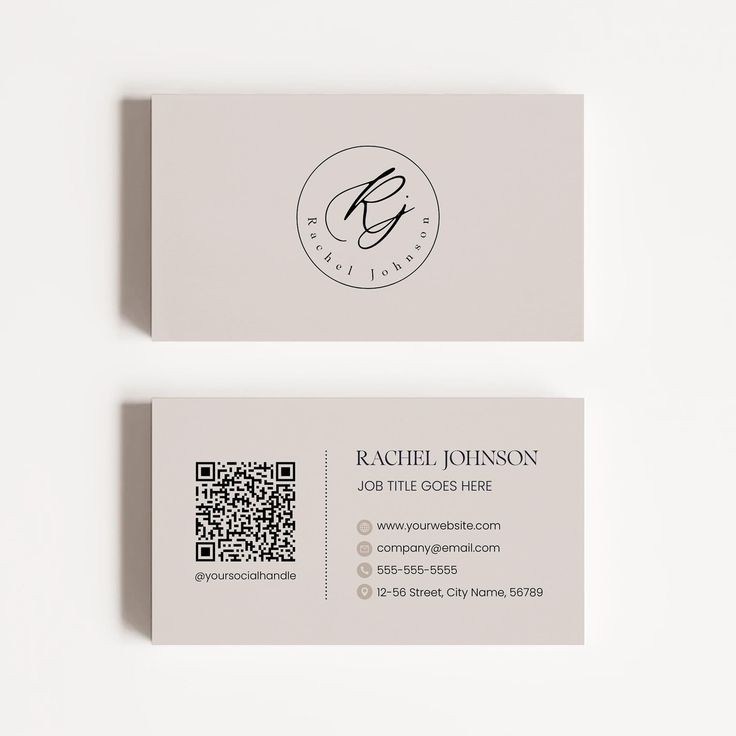 Rj
Rachel Johnson
RACHEL JOHNSON
JOB TITLE GOES HERE
www.yourwebsite.com
company@email.com
555-555-5555
12-56 Street, City Name, 56789
@yoursocialhandle